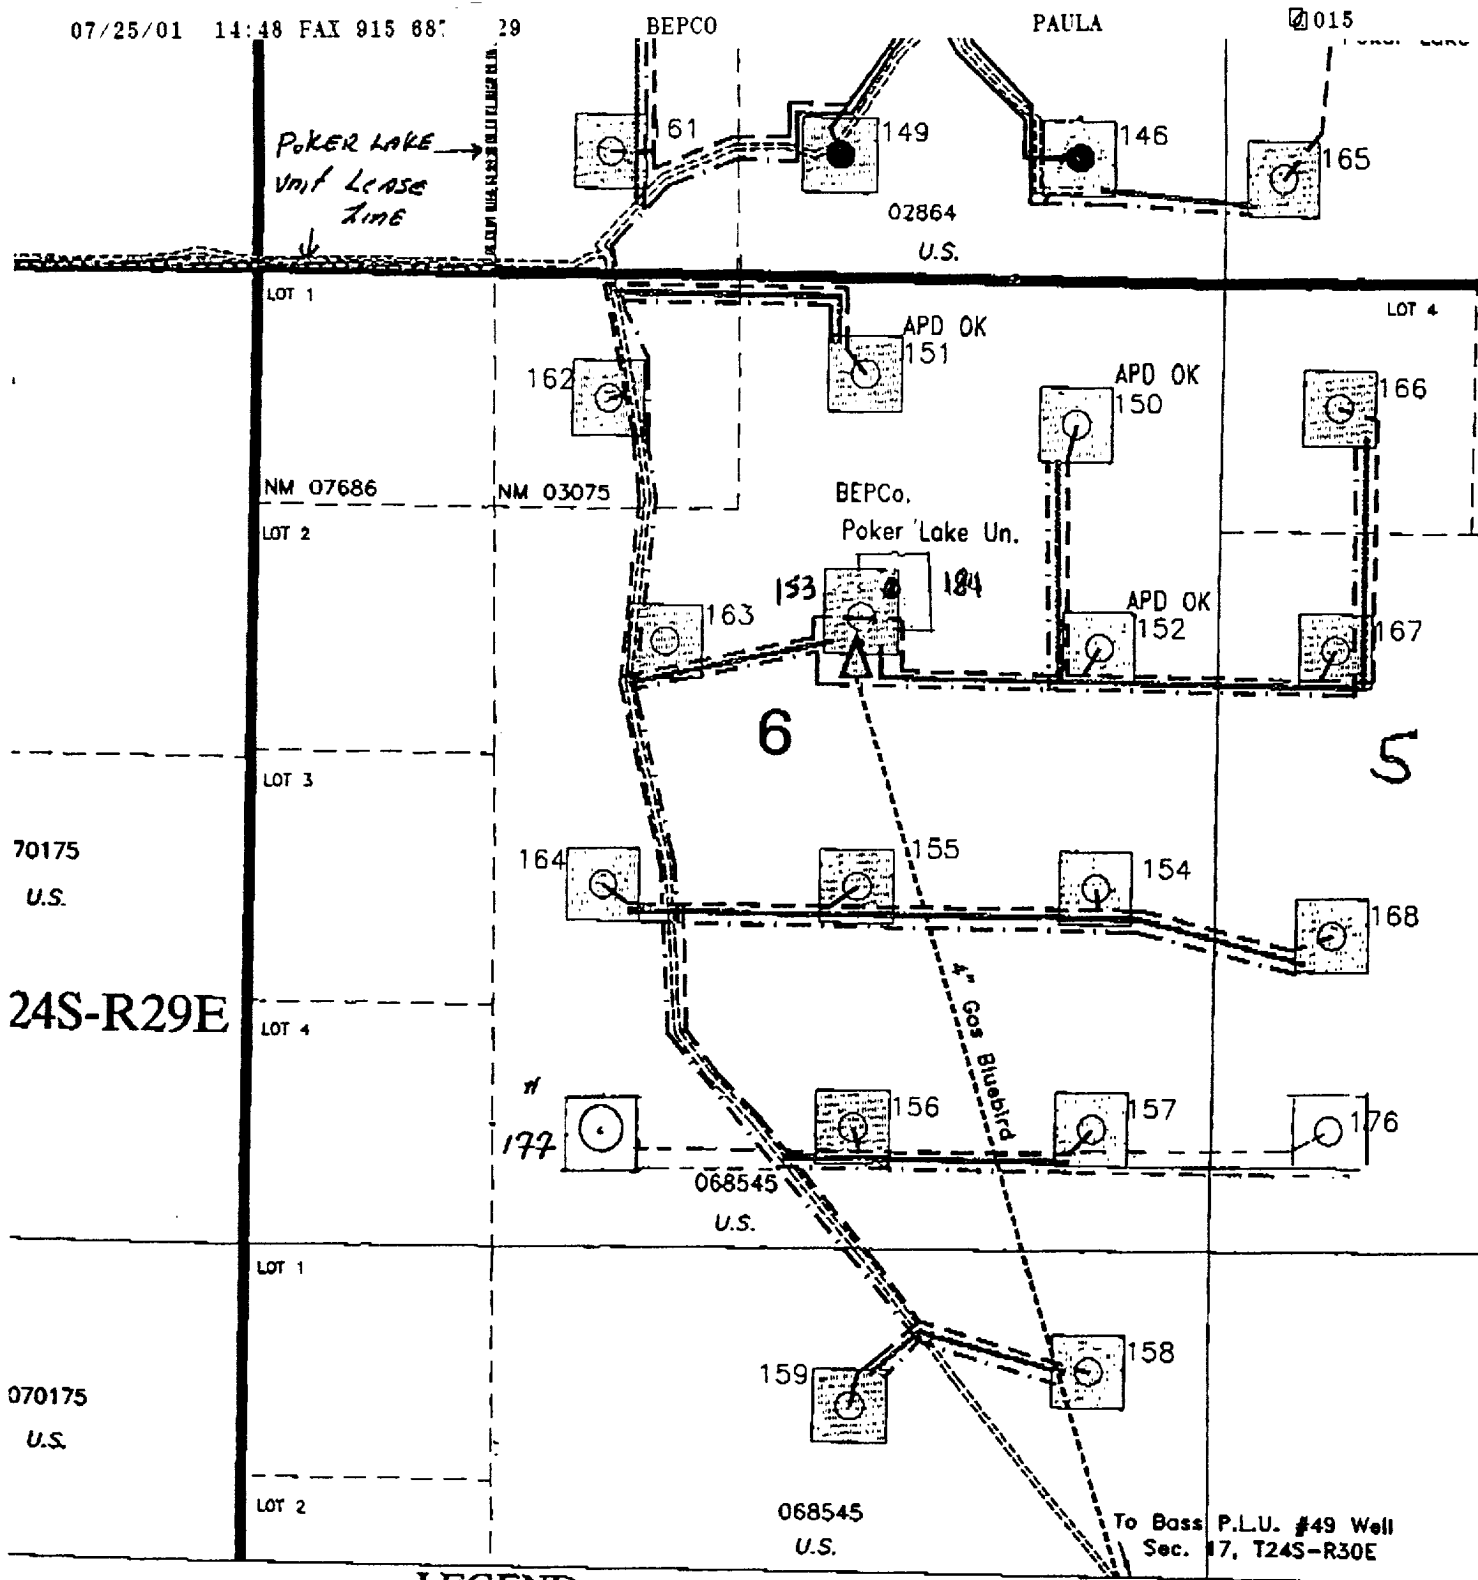 07/25/01 14:48 FAX 915 687 29 BEPCO PAULA 015
POKER LAKE
Unit LEASE
LINE
61
149
146
165
02864
U.S.
LOT 1
LOT 4
APD OK
151
162
APD OK
150
166
NM 07686
NM 03075
LOT 2
BEPCo.
Poker Lake Un.
153
184
163
APD OK
152
167
6
5
LOT 3
70175
U.S.
164
155
154
168
24S-R29E
LOT 4
4" Gas Bluebird
#
177
156
157
176
068545
U.S.
LOT 1
159
158
070175
U.S.
LOT 2
068545
U.S.
To Bass P.L.U. #49 Well
Sec. 17, T24S-R30E
LEGEND